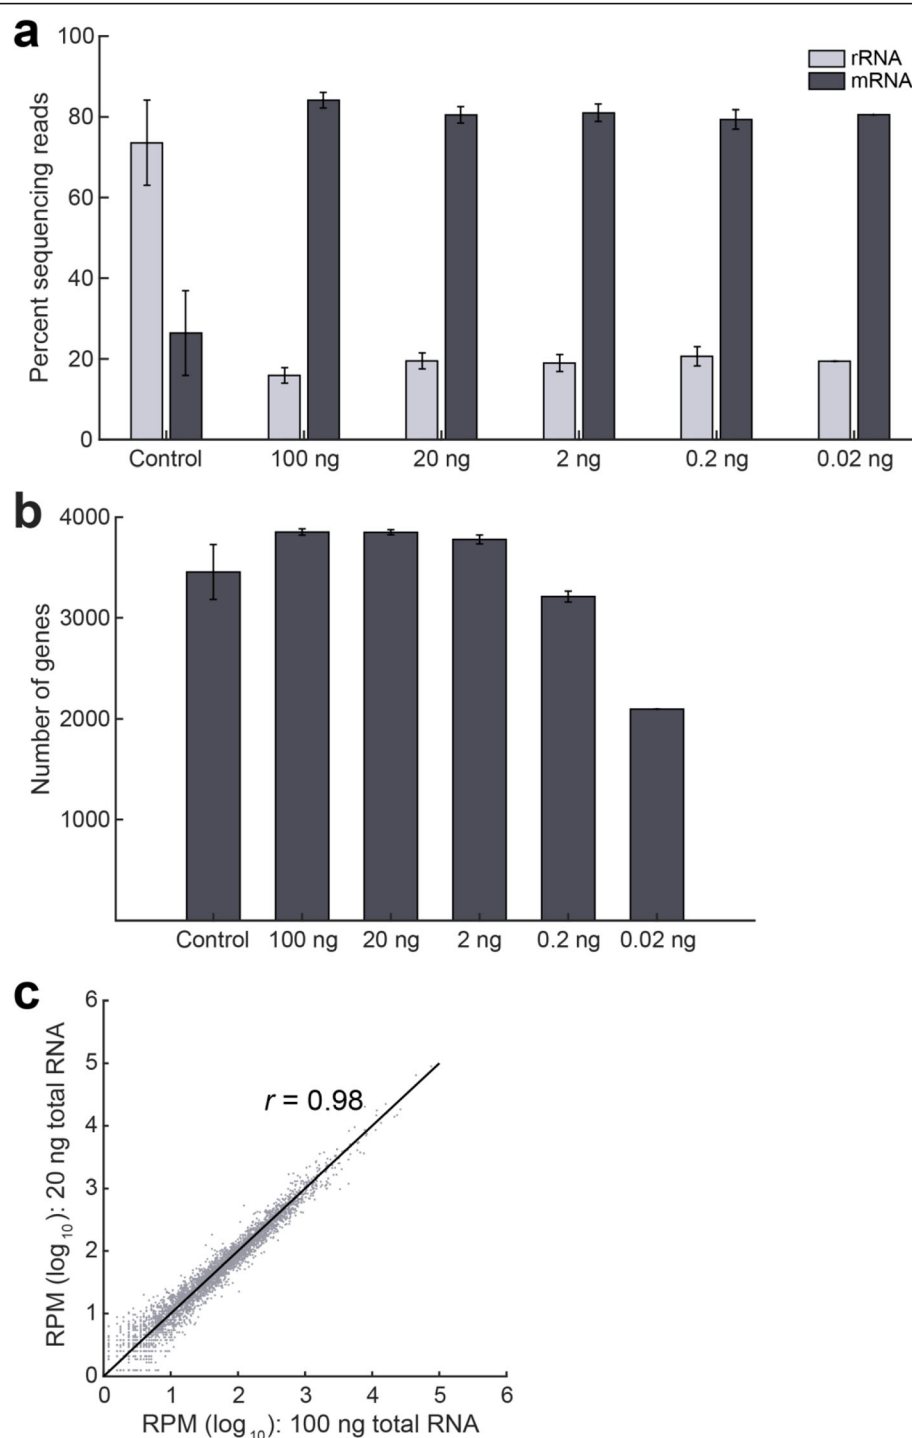 a
100
80
60
40
20
0
Percent sequencing reads
rRNA
mRNA
Control 100 ng 20 ng 2 ng 0.2 ng 0.02 ng
b
4000
3000
2000
1000
Number of genes
Control 100 ng 20 ng 2 ng 0.2 ng 0.02 ng
c
6
5
4
3
2
1
0
RPM (log10): 20 ng total RNA
r = 0.98
0 1 2 3 4 5 6
RPM (log10): 100 ng total RNA